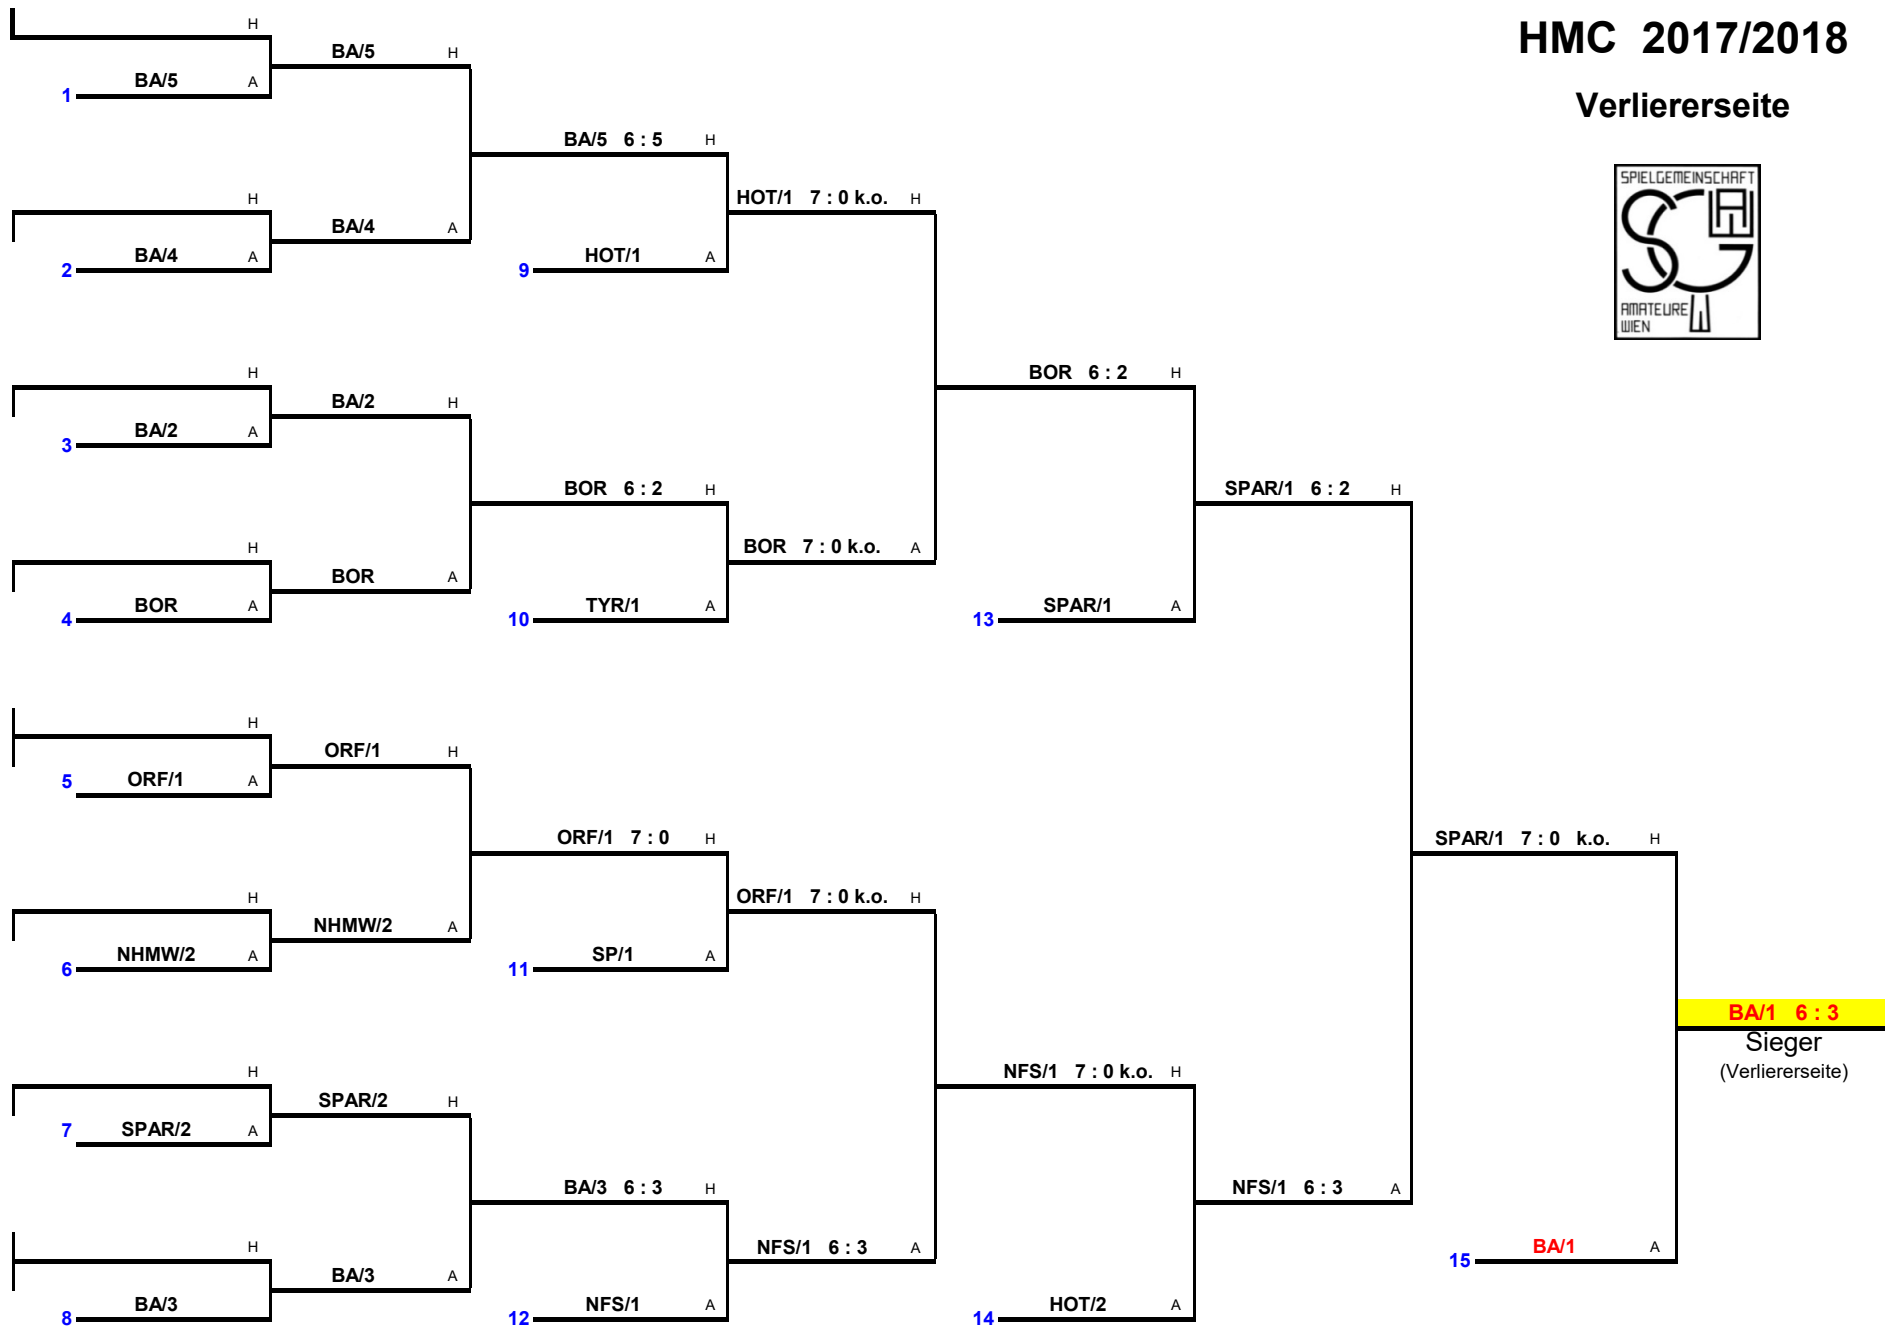 HMC 2017/2018
Verliererseite
SPIELGEMEINSCHAFT
SG
AW
AMATEURE
WIEN
H
BA/5 H
1 BA/5 A
BA/5 6 : 5 H
H
HOT/1 7 : 0 k.o. H
BA/4 A
2 BA/4 A
9 HOT/1 A
H
BOR 6 : 2 H
BA/2 H
3 BA/2 A
BOR 6 : 2 H
SPAR/1 6 : 2 H
H
BOR 7 : 0 k.o. A
BOR A
4 BOR A
10 TYR/1 A
13 SPAR/1 A
H
ORF/1 H
5 ORF/1 A
ORF/1 7 : 0 H
SPAR/1 7 : 0 k.o. H
H
ORF/1 7 : 0 k.o. H
NHMW/2 A
6 NHMW/2 A
11 SP/1 A
BA/1 6 : 3
Sieger
(Verliererseite)
H
NFS/1 7 : 0 k.o. H
SPAR/2 H
7 SPAR/2 A
BA/3 6 : 3 H
NFS/1 6 : 3 A
H
NFS/1 6 : 3 A
15 BA/1 A
BA/3 A
8 BA/3 A
12 NFS/1 A
14 HOT/2 A